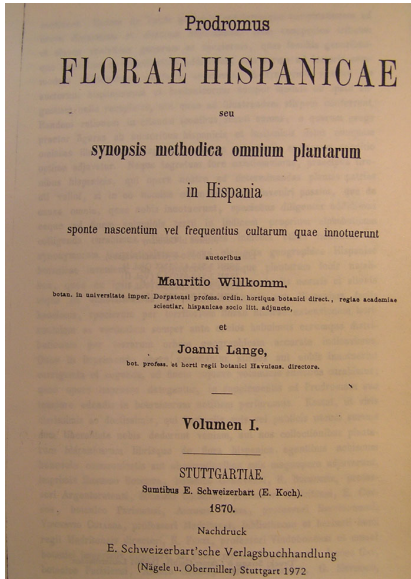 Prodromus
FLORAE HISPANICAE
seu
synopsis methodica omnium plantarum
in Hispania
sponte nascentium vel frequentius cultarum quae innotuerunt
auctoribus
Mauritio Willkomm,
botan. in universitate imper. Dorpatensi profess. ordin. hortique botanici direct., regiae academiae
scientiar. hispanicae socio litt. adjuncto,
et
Joanni Lange,
bot. profess. et horti regii botanici Havniens. directore.
Volumen I.
STUTTGARTIAE.
Sumtibus E. Schweizerbart (E. Koch).
1870.
Nachdruck
E. Schweizerbart'sche Verlagsbuchhandlung
(Nägele u. Obermiller) Stuttgart 1972